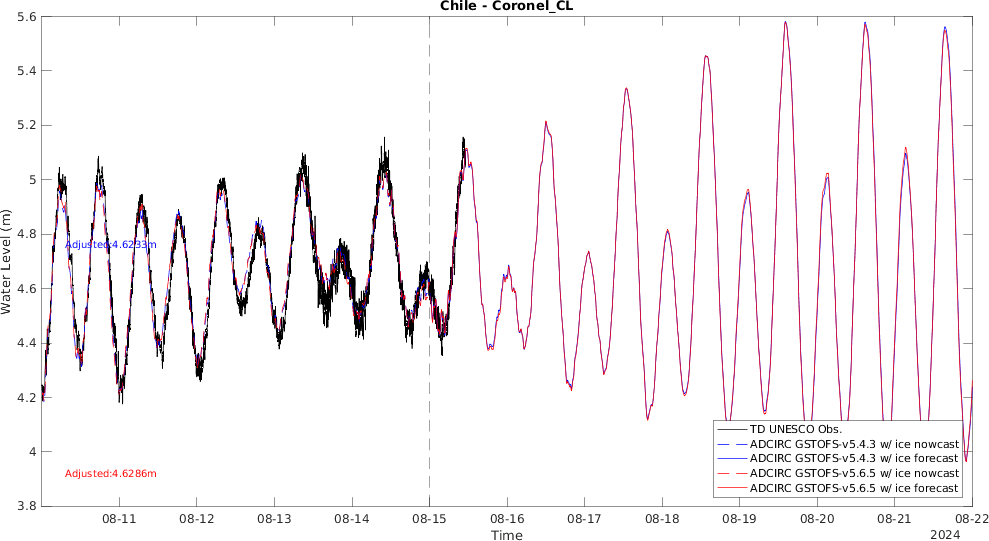 Chile - Coronel_CL
5.6
5.4
5.2
5
4.8
4.6
4.4
4.2
4
3.8
Water Level (m)
Adjusted:4.6233m
Adjusted:4.6286m
TD UNESCO Obs.
ADCIRC GSTOFS-v5.4.3 w/ ice nowcast
ADCIRC GSTOFS-v5.4.3 w/ ice forecast
ADCIRC GSTOFS-v5.6.5 w/ ice nowcast
ADCIRC GSTOFS-v5.6.5 w/ ice forecast
08-11 08-12 08-13 08-14 08-15 08-16 08-17 08-18 08-19 08-20 08-21 08-22
Time
2024